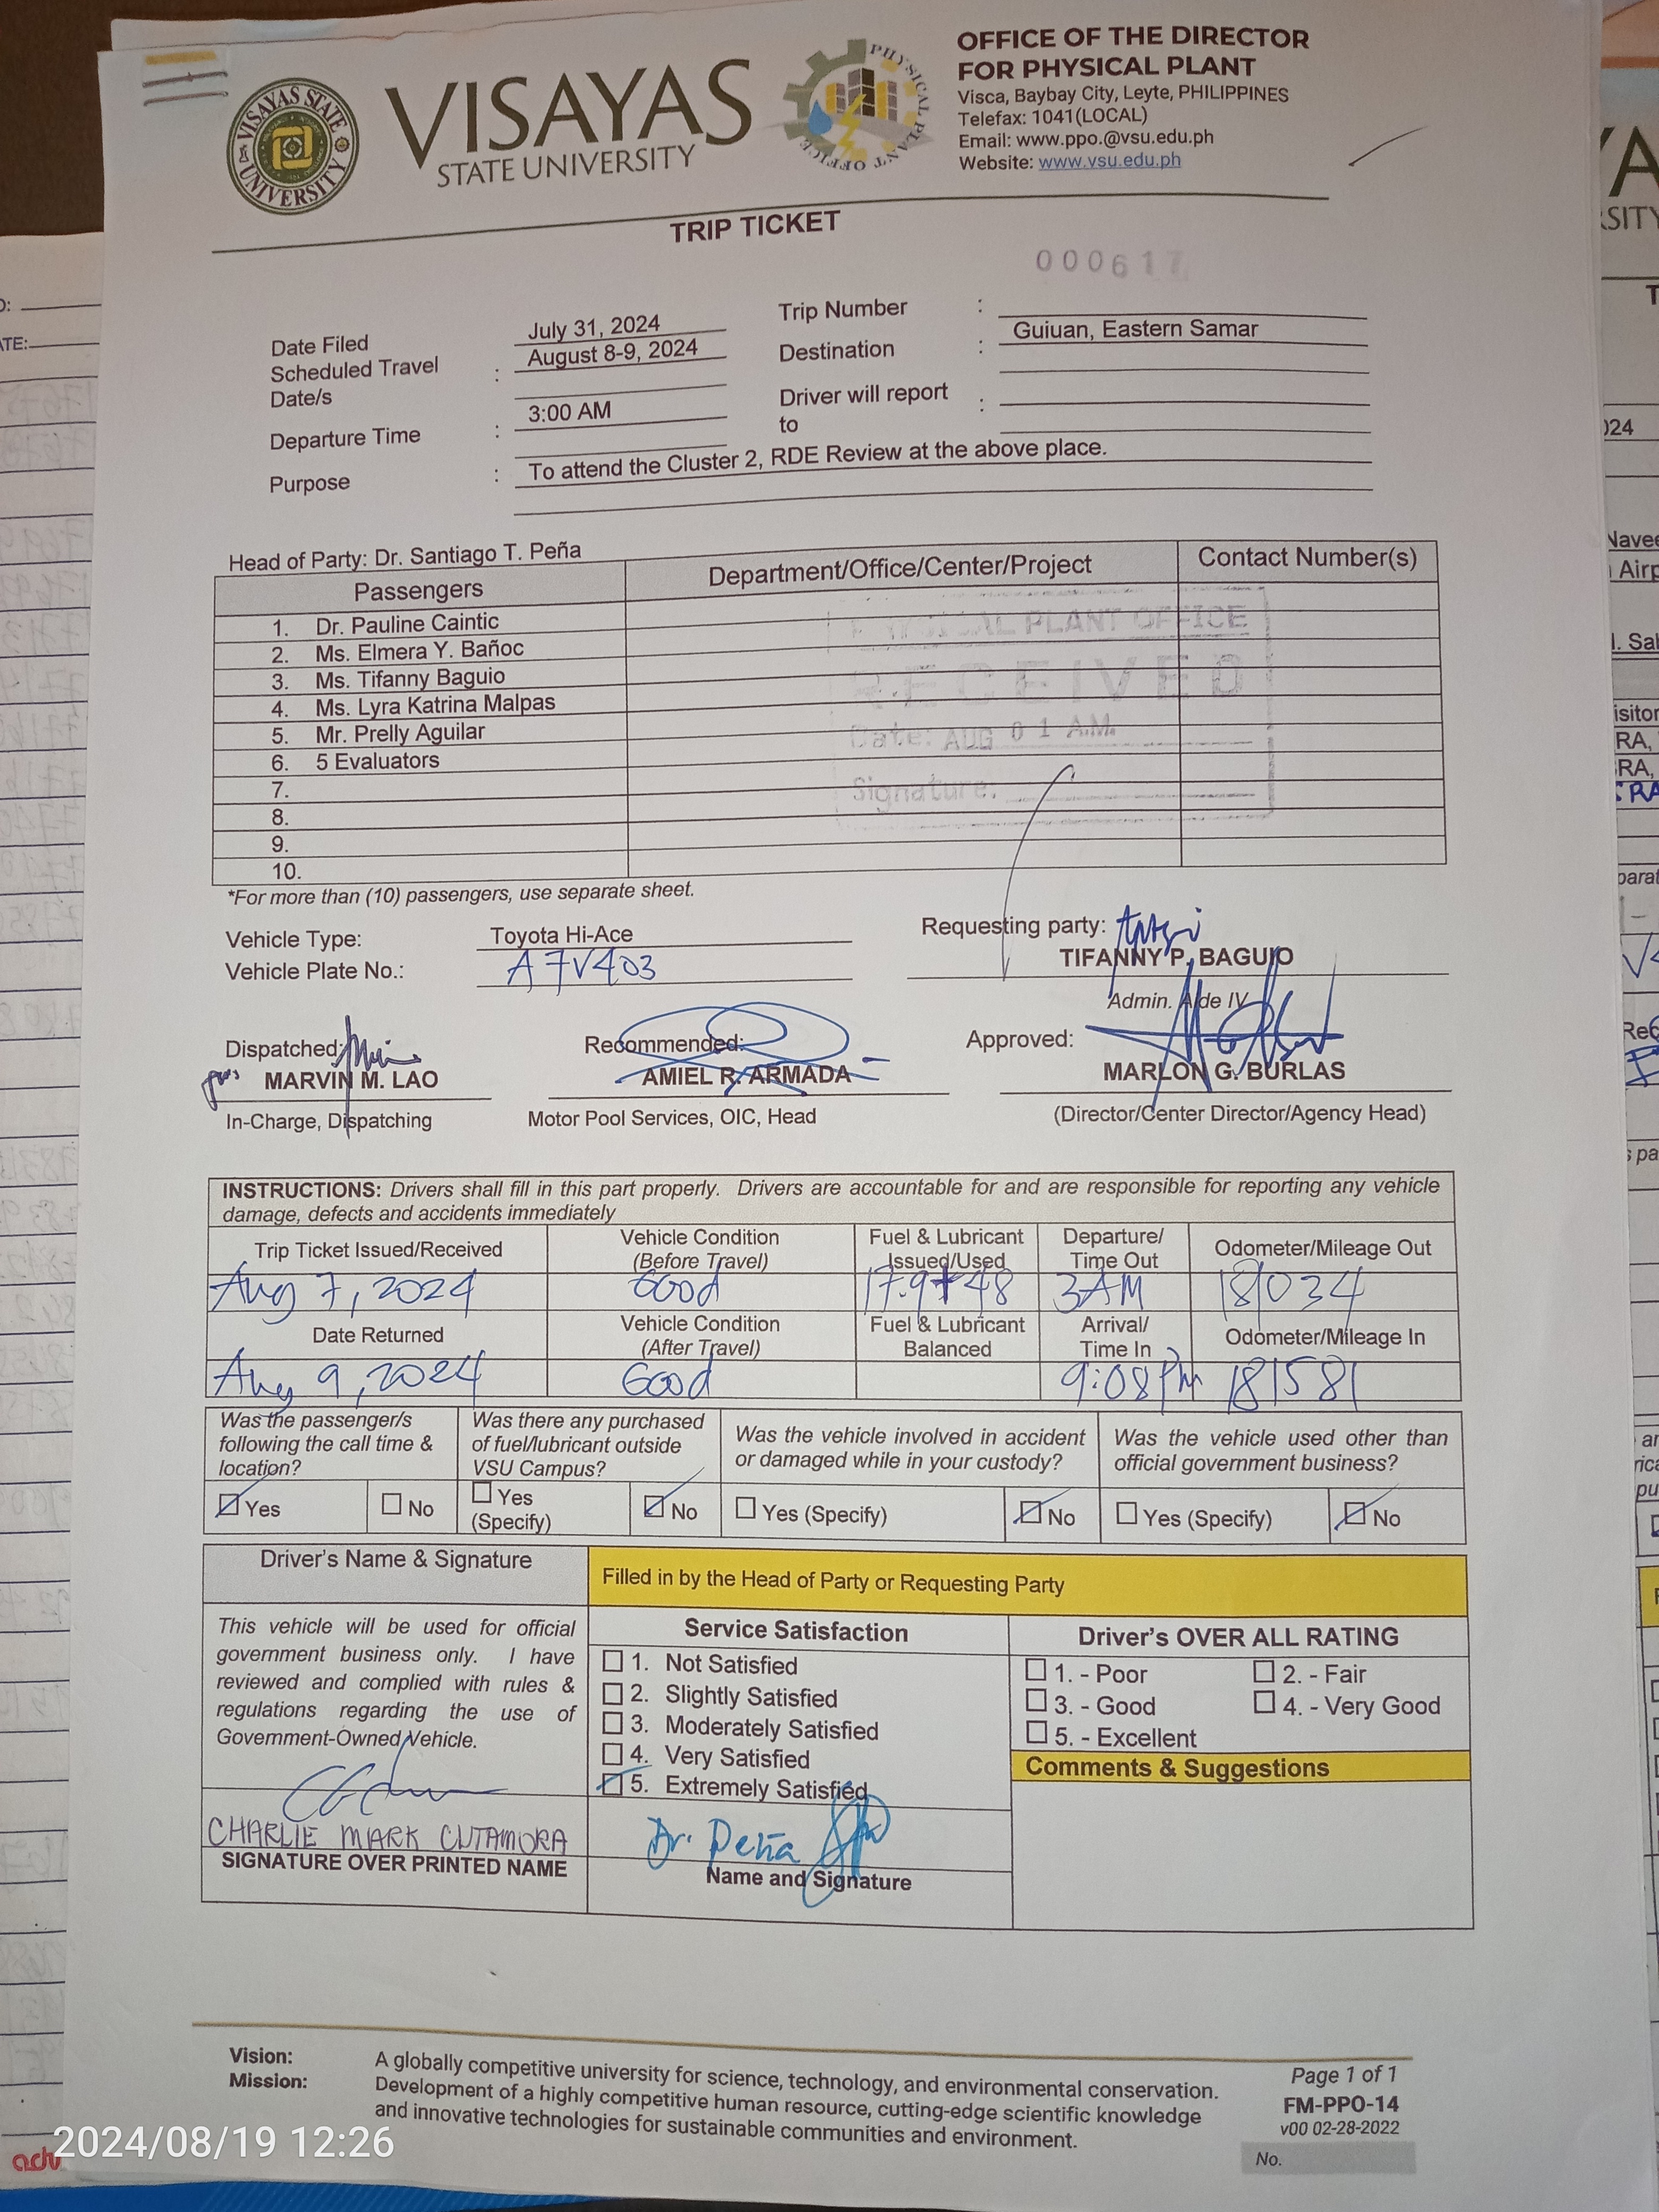 VISAYAS STATE UNIVERSITY
VISAYAS
STATE UNIVERSITY
PHYSICAL PLANT OFFICE
OFFICE OF THE DIRECTOR
FOR PHYSICAL PLANT
Visca, Baybay City, Leyte, PHILIPPINES
Telefax: 1041(LOCAL)
Email: www.ppo.@vsu.edu.ph
Website: www.vsu.edu.ph
TRIP TICKET
000617
Date Filed July 31, 2024 Trip Number :
Scheduled Travel Date/s : August 8-9, 2024 Destination : Guiuan, Eastern Samar
Departure Time : 3:00 AM Driver will report to :
Purpose : To attend the Cluster 2, RDE Review at the above place.
Head of Party: Dr. Santiago T. Peña
Passengers Department/Office/Center/Project Contact Number(s)
1. Dr. Pauline Caintic
2. Ms. Elmera Y. Bañoc
3. Ms. Tifanny Baguio
4. Ms. Lyra Katrina Malpas
5. Mr. Prelly Aguilar
6. 5 Evaluators
7.
8.
9.
10.
PHYSICAL PLANT OFFICE
RECEIVED
Date: AUG 01 A.M.
Signature:
*For more than (10) passengers, use separate sheet.
Vehicle Type: Toyota Hi-Ace
Vehicle Plate No.: A7V403
Requesting party:
TIFANNY P. BAGUIO
Admin. Aide IV
Dispatched: Recommended: Approved:
MARVIN M. LAO AMIEL R. ARMADA MARLON G. BURLAS
In-Charge, Dispatching Motor Pool Services, OIC, Head (Director/Center Director/Agency Head)
INSTRUCTIONS: Drivers shall fill in this part properly. Drivers are accountable for and are responsible for reporting any vehicle
damage, defects and accidents immediately
Trip Ticket Issued/Received Vehicle Condition (Before Travel) Fuel & Lubricant Issued/Used Departure/ Time Out Odometer/Mileage Out
Aug 7, 2024 Good 17.9+48 3AM 181034
Date Returned Vehicle Condition (After Travel) Fuel & Lubricant Balanced Arrival/ Time In Odometer/Mileage In
Aug 9, 2024 Good 9:08 PM 181581
Was the passenger/s following the call time & location? Was there any purchased of fuel/lubricant outside VSU Campus? Was the vehicle involved in accident or damaged while in your custody? Was the vehicle used other than official government business?
Yes No Yes (Specify) No Yes (Specify) No Yes (Specify) No
Driver's Name & Signature
Filled in by the Head of Party or Requesting Party
This vehicle will be used for official
government business only. I have
reviewed and complied with rules &
regulations regarding the use of
Government-Owned Vehicle.
CHARLIE MARK CUTAMORA
SIGNATURE OVER PRINTED NAME
Service Satisfaction
1. Not Satisfied
2. Slightly Satisfied
3. Moderately Satisfied
4. Very Satisfied
5. Extremely Satisfied
Dr. Peña
Name and Signature
Driver's OVER ALL RATING
1. - Poor 2. - Fair
3. - Good 4. - Very Good
5. - Excellent
Comments & Suggestions
Vision: A globally competitive university for science, technology, and environmental conservation.
Mission: Development of a highly competitive human resource, cutting-edge scientific knowledge
and innovative technologies for sustainable communities and environment.
Page 1 of 1
FM-PPO-14
v00 02-28-2022
No.
2024/08/19 12:26